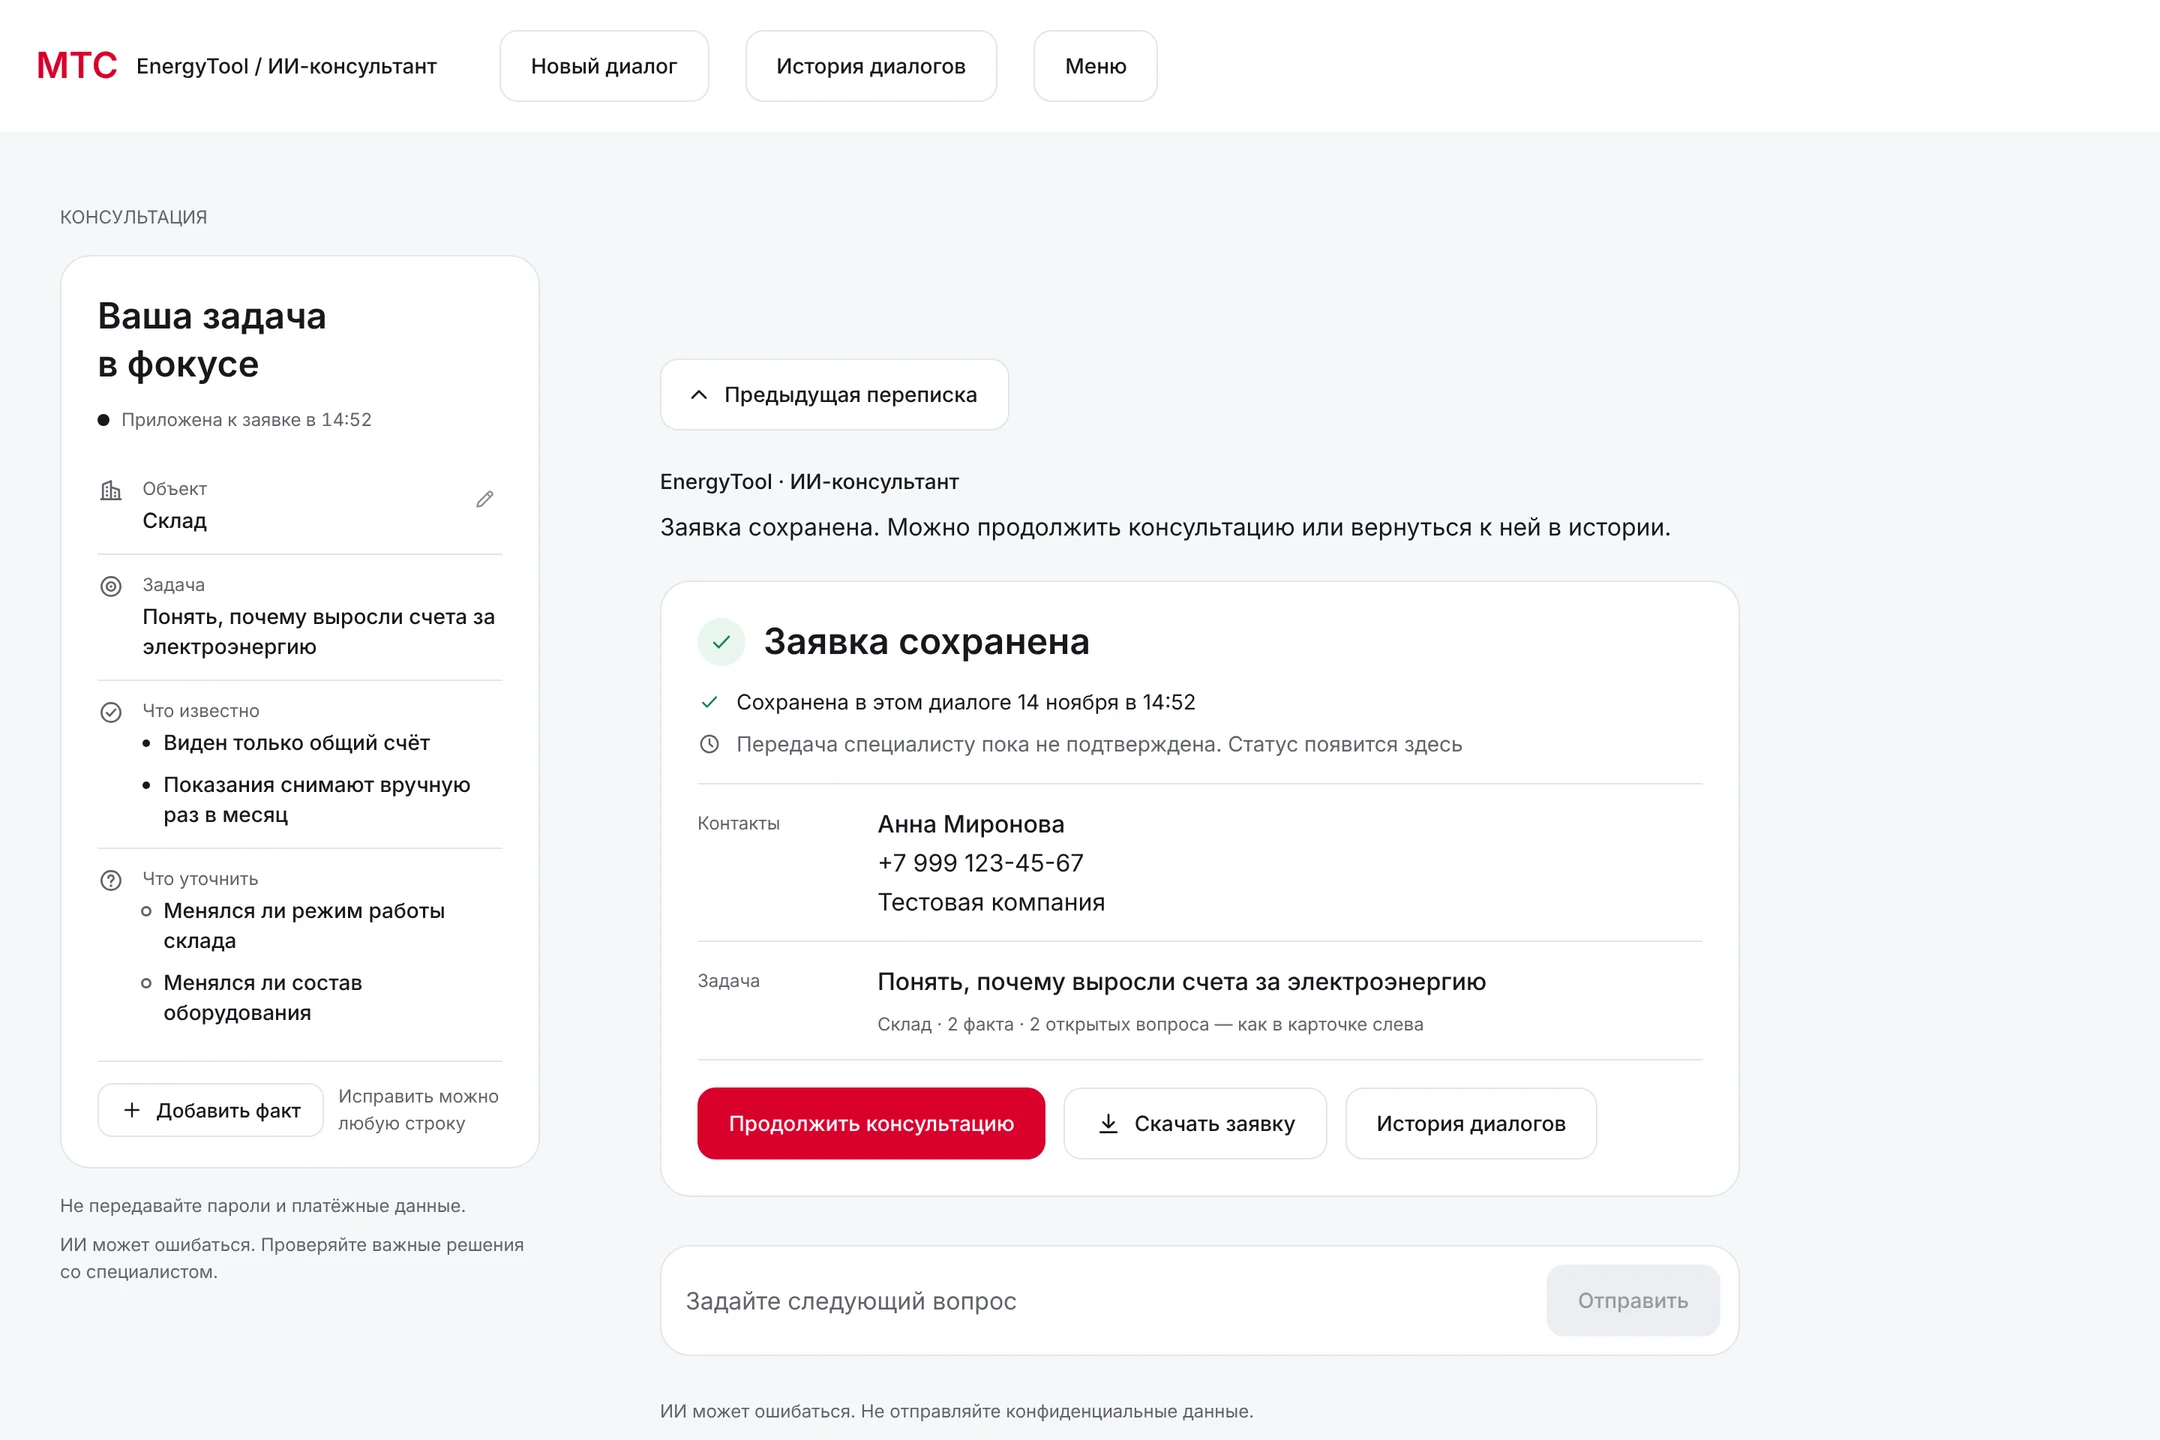 МТС EnergyTool / ИИ-консультант Новый диалог История диалогов Меню
КОНСУЛЬТАЦИЯ
Ваша задача
в фокусе
Приложена к заявке в 14:52
Объект
Склад
Задача
Понять, почему выросли счета за
электроэнергию
Что известно
• Виден только общий счёт
• Показания снимают вручную
раз в месяц
Что уточнить
Менялся ли режим работы
склада
Менялся ли состав
оборудования
+ Добавить факт
Исправить можно
любую строку
Не передавайте пароли и платёжные данные.
ИИ может ошибаться. Проверяйте важные решения
со специалистом.
Предыдущая переписка
EnergyTool · ИИ-консультант
Заявка сохранена. Можно продолжить консультацию или вернуться к ней в истории.
Заявка сохранена
Сохранена в этом диалоге 14 ноября в 14:52
Передача специалисту пока не подтверждена. Статус появится здесь
Контакты
Анна Миронова
+7 999 123-45-67
Тестовая компания
Задача
Понять, почему выросли счета за электроэнергию
Склад · 2 факта · 2 открытых вопроса — как в карточке слева
Продолжить консультацию Скачать заявку История диалогов
Задайте следующий вопрос Отправить
ИИ может ошибаться. Не отправляйте конфиденциальные данные.